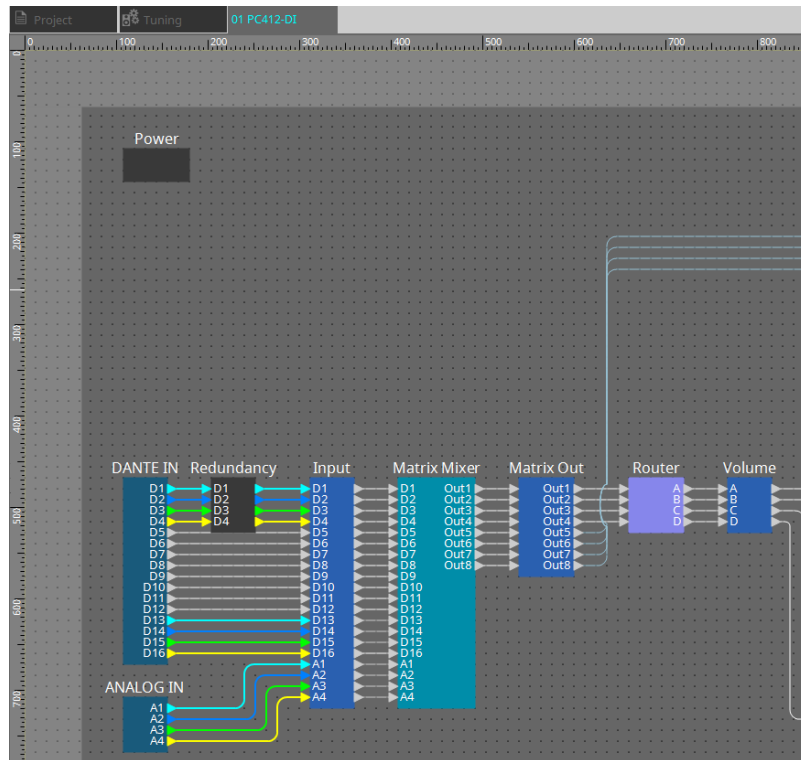 Project Tuning 01 PC412-DI
0 100 200 300 400 500 600 700 800
0
100
200
300
400
500
600
700
Power
DANTE IN Redundancy Input Matrix Mixer Matrix Out Router Volume
D1 D1 D1 D1 Out1 Out1 A A
D2 D2 D2 D2 Out2 Out2 B B
D3 D3 D3 D3 Out3 Out3 C C
D4 D4 D4 D4 Out4 Out4 D D
D5 D5 D5 Out5 Out5
D6 D6 D6 Out6 Out6
D7 D7 D7 Out7 Out7
D8 D8 D8 Out8 Out8
D9 D9 D9
D10 D10 D10
D11 D11 D11
D12 D12 D12
D13 D13 D13
D14 D14 D14
D15 D15 D15
D16 D16 D16
A1 A1
A2 A2
A3 A3
A4 A4
ANALOG IN
A1
A2
A3
A4